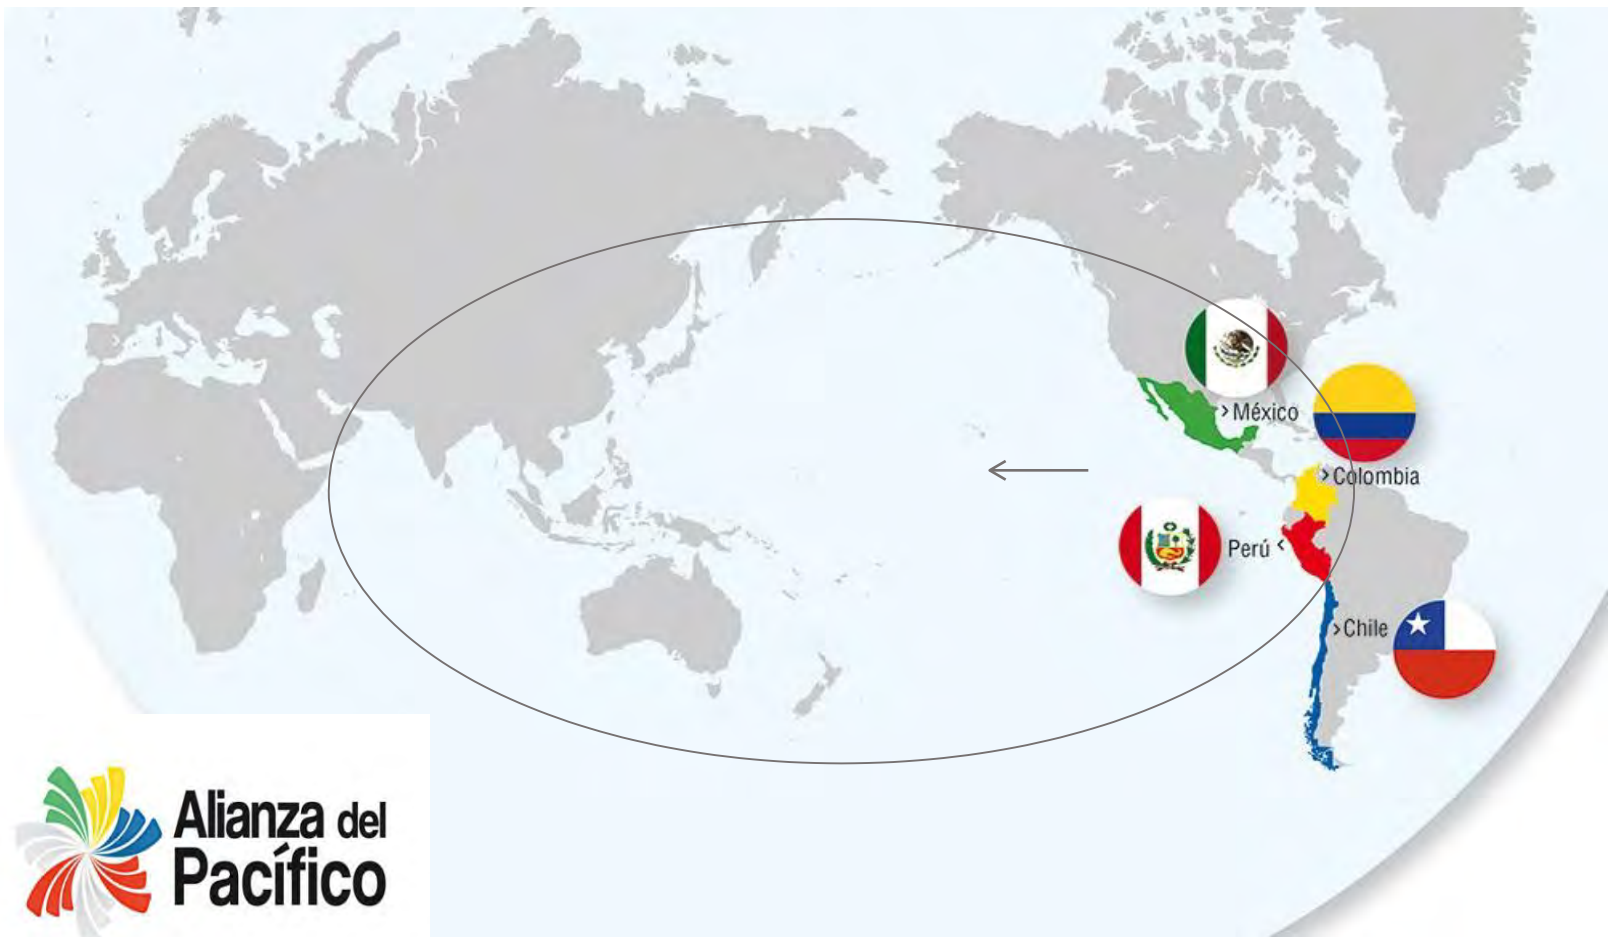 México
Colombia
Perú
Chile
Alianza del
Pacífico